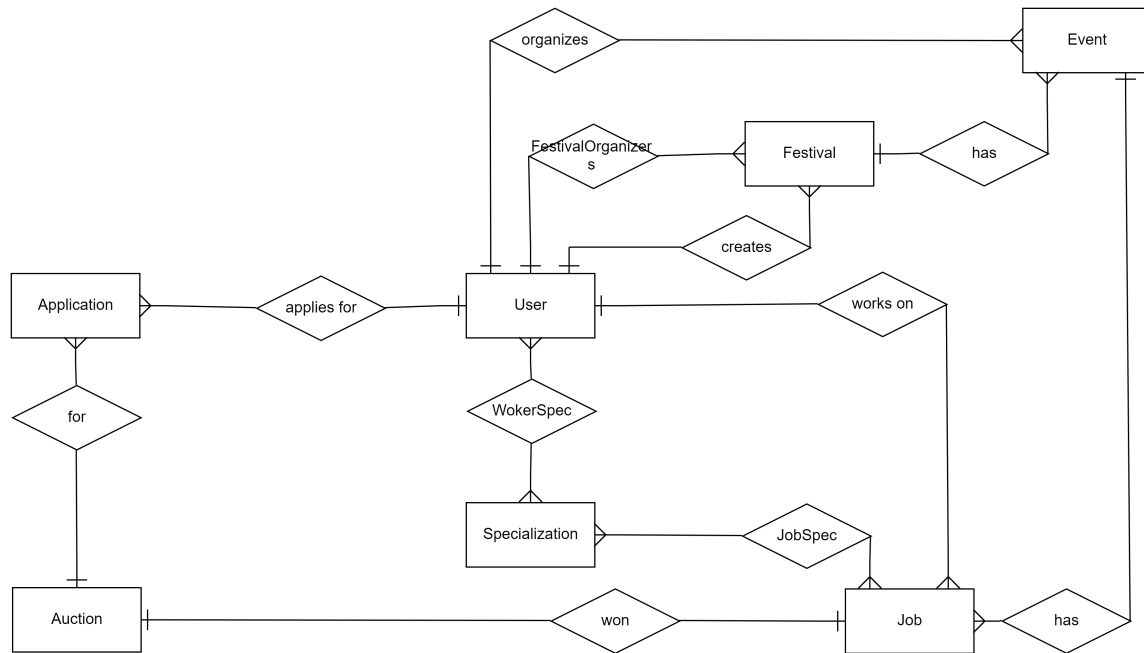 organizes
Event
FestivalOrganizer
s
Festival
has
creates
Application
applies for
User
works on
for
WokerSpec
Specialization
JobSpec
Auction
won
Job
has